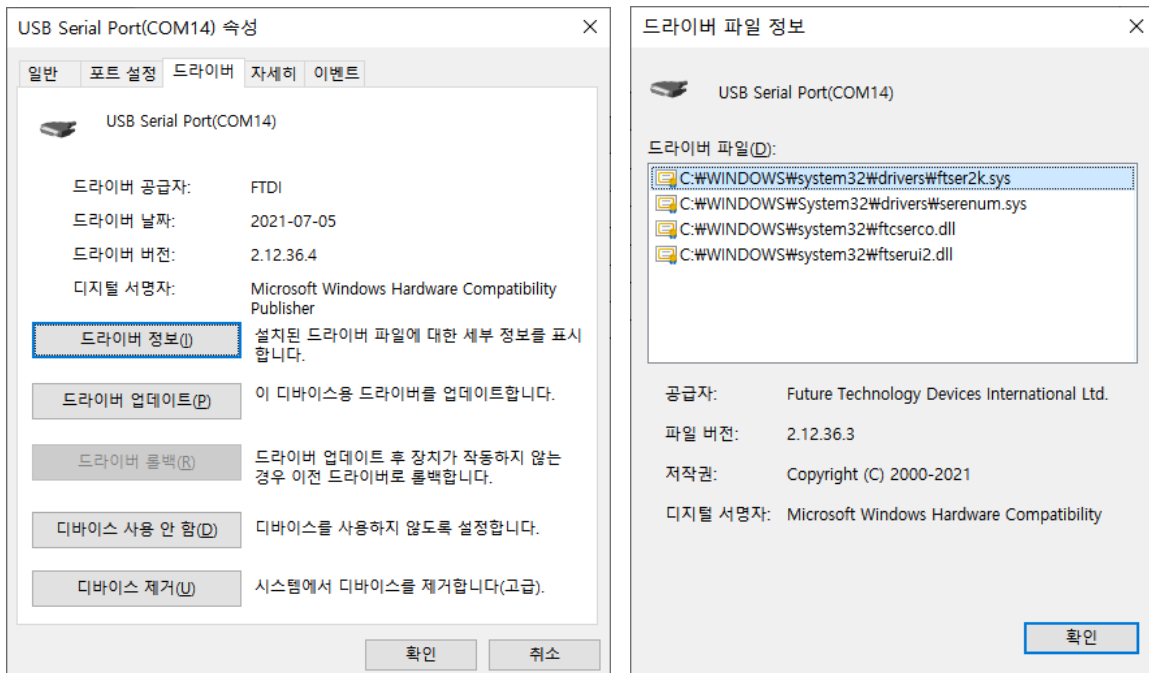 USB Serial Port(COM14) 속성
일반 포트 설정 드라이버 자세히 이벤트
USB Serial Port(COM14)
드라이버 공급자: FTDI
드라이버 날짜: 2021-07-05
드라이버 버전: 2.12.36.4
디지털 서명자: Microsoft Windows Hardware Compatibility
Publisher
드라이버 정보(I) 설치된 드라이버 파일에 대한 세부 정보를 표시
합니다.
드라이버 업데이트(P) 이 디바이스용 드라이버를 업데이트합니다.
드라이버 롤백(R) 드라이버 업데이트 후 장치가 작동하지 않는
경우 이전 드라이버로 롤백합니다.
디바이스 사용 안 함(D) 디바이스를 사용하지 않도록 설정합니다.
디바이스 제거(U) 시스템에서 디바이스를 제거합니다(고급).
확인 취소
드라이버 파일 정보
USB Serial Port(COM14)
드라이버 파일(D):
C:₩WINDOWS₩system32₩drivers₩ftser2k.sys
C:₩WINDOWS₩System32₩drivers₩serenum.sys
C:₩WINDOWS₩system32₩ftcserco.dll
C:₩WINDOWS₩system32₩ftserui2.dll
공급자: Future Technology Devices International Ltd.
파일 버전: 2.12.36.3
저작권: Copyright (C) 2000-2021
디지털 서명자: Microsoft Windows Hardware Compatibility
확인